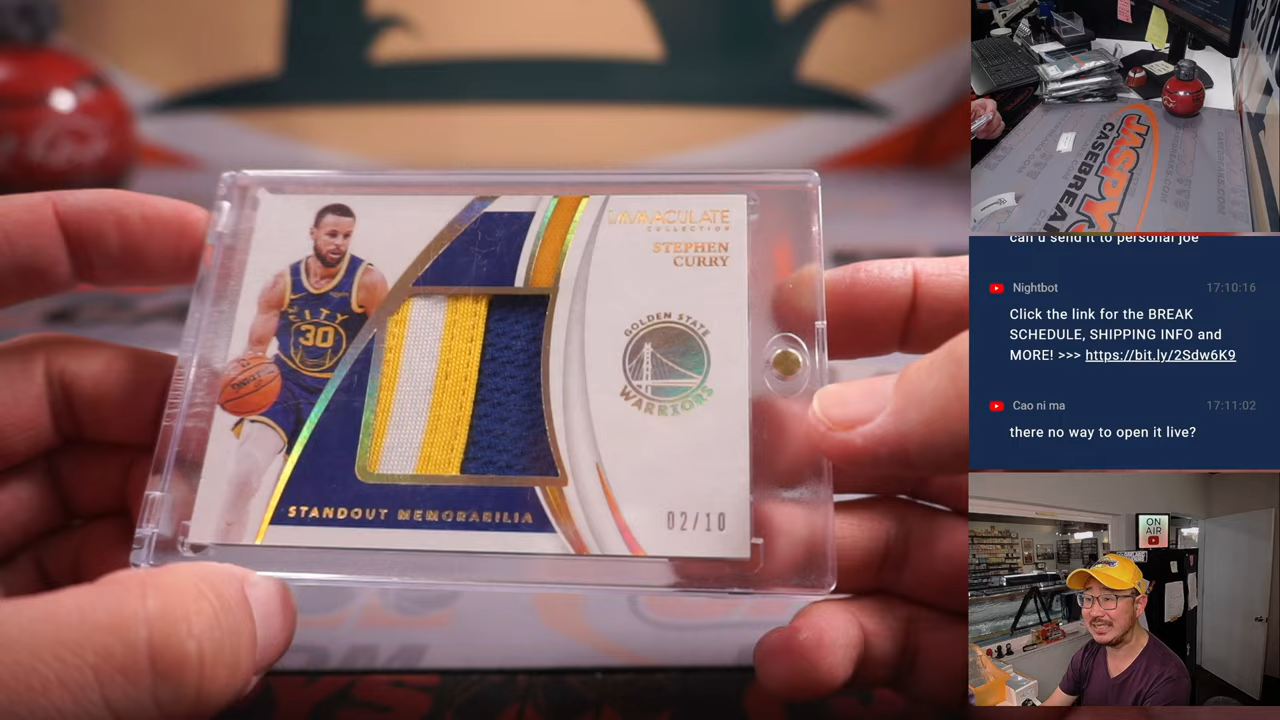 IMMACULATE
COLLECTION
STEPHEN
CURRY
CITY
30
GOLDEN STATE
WARRIORS
STANDOUT MEMORABILIA
02/10
JASPYS
can u send it to personal joe
Nightbot 17:10:16
Click the link for the BREAK
SCHEDULE, SHIPPING INFO and
MORE! >>> https://bit.ly/2Sdw6K9
Cao ni ma 17:11:02
there no way to open it live?
ON
AIR